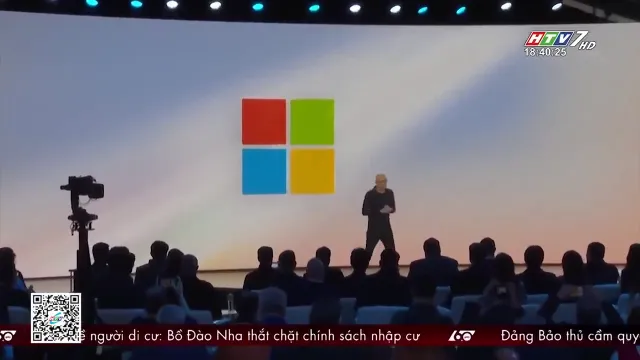 HTV7 HD
18:40:25
người di cư: Bồ Đào Nha thắt chặt chính sách nhập cư
60
Đảng Bảo thủ cầm quy